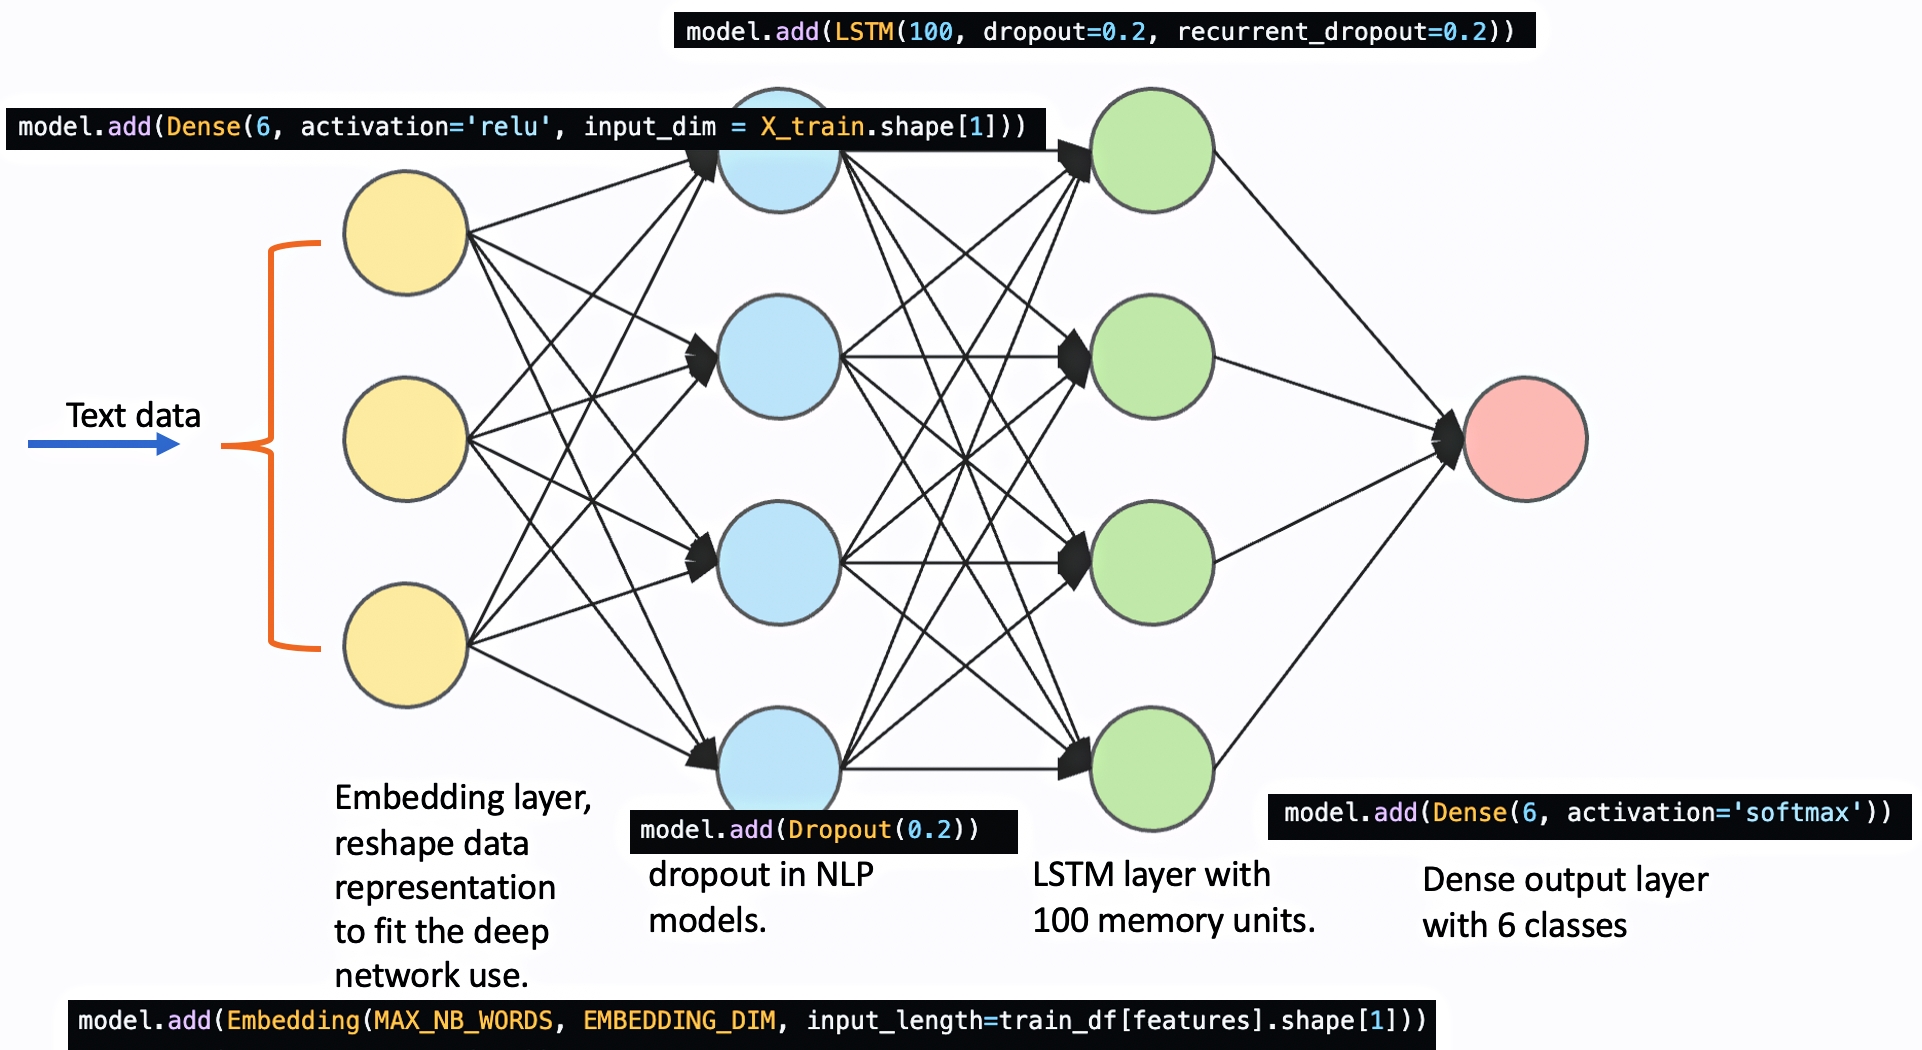 model.add(LSTM(100, dropout=0.2, recurrent_dropout=0.2))
model.add(Dense(6, activation='relu', input_dim = X_train.shape[1]))
Text data
Embedding layer,
reshape data
representation
to fit the deep
network use.
model.add(Dropout(0.2))
dropout in NLP
models.
LSTM layer with
100 memory units.
model.add(Dense(6, activation='softmax'))
Dense output layer
with 6 classes
model.add(Embedding(MAX_NB_WORDS, EMBEDDING_DIM, input_length=train_df[features].shape[1]))